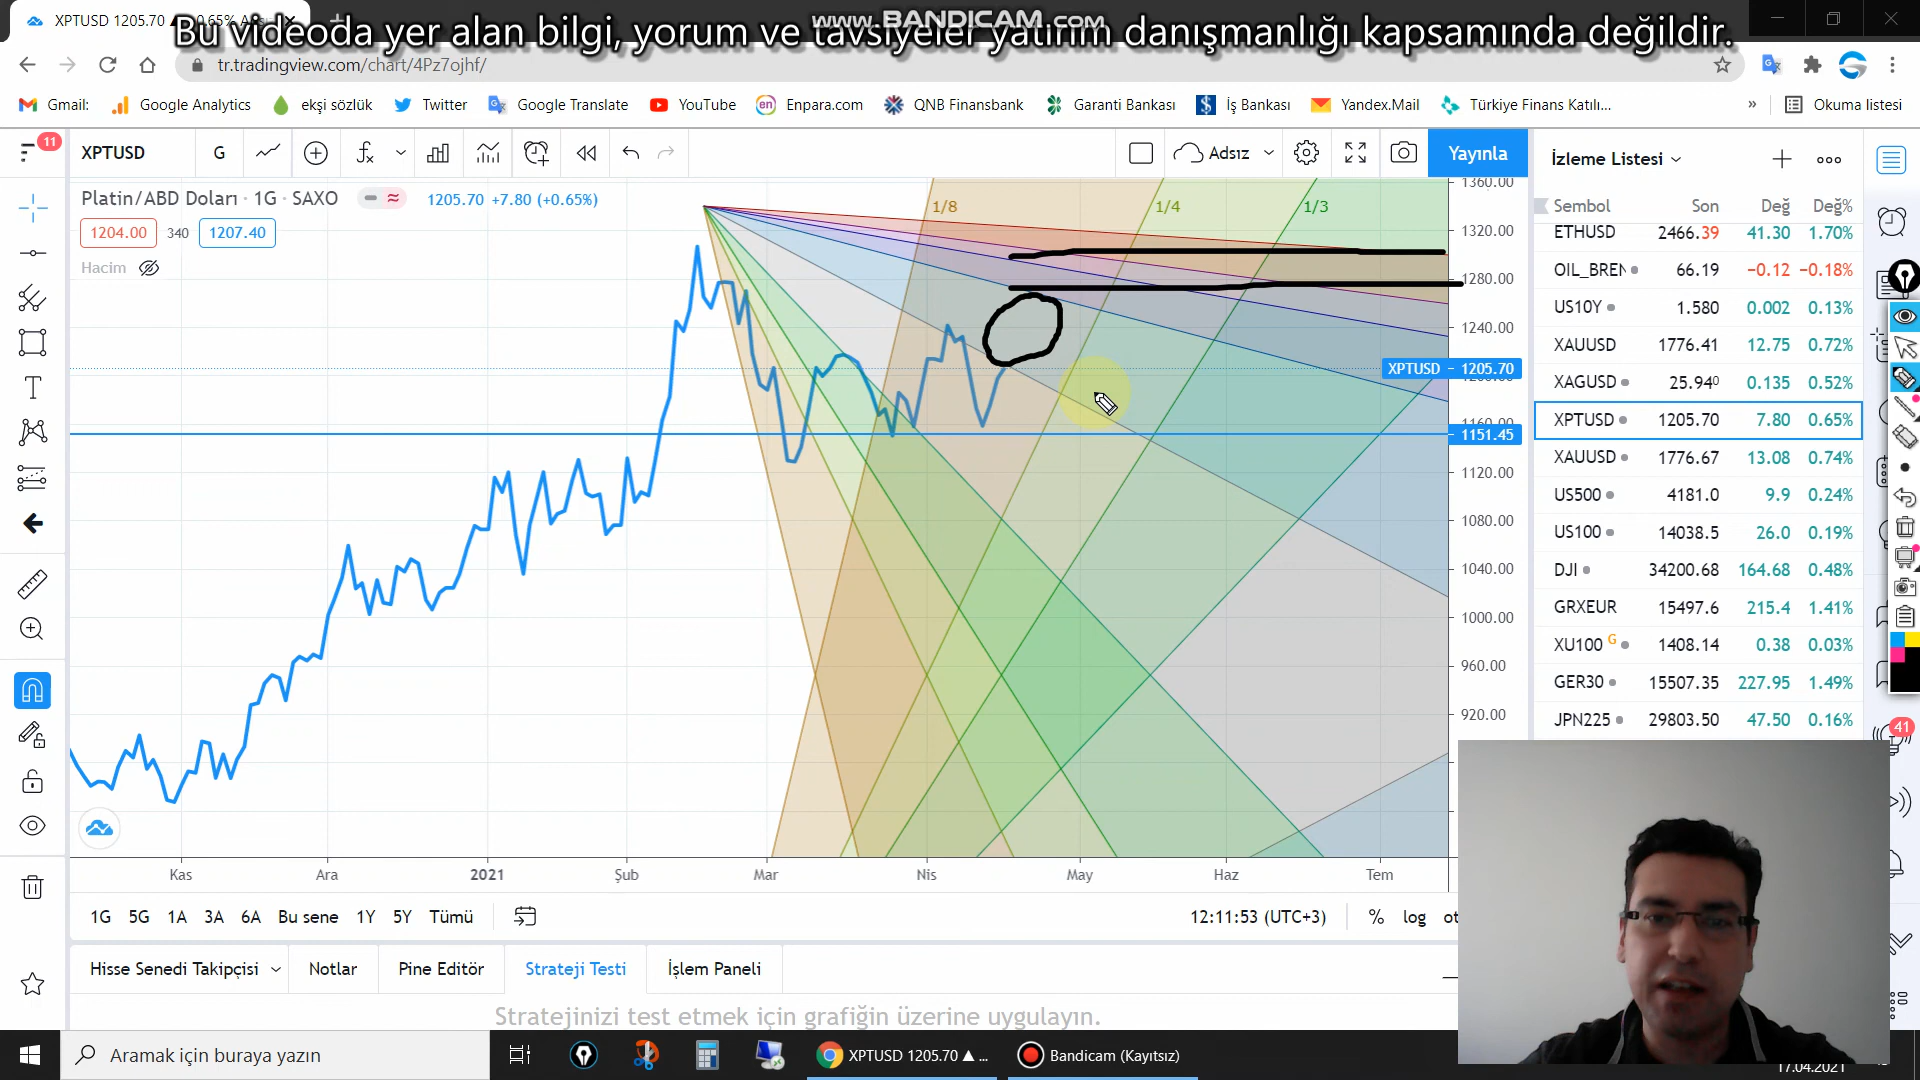 XPTUSD 1205.70 ▲ +0.65% A
www.BANDICAM.com
Bu videoda yer alan bilgi, yorum ve tavsiyeler yatırım danışmanlığı kapsamında değildir.
tr.tradingview.com/chart/4Pz7ojhf/
Gmail: Google Analytics ekşi sözlük Twitter Google Translate YouTube Enpara.com QNB Finansbank Garanti Bankası İş Bankası Yandex.Mail Türkiye Finans Katılı... » Okuma listesi
11 XPTUSD G Adsız Yayınla İzleme Listesi
Platin/ABD Doları · 1G · SAXO 1205.70 +7.80 (+0.65%)
1204.00 340 1207.40
Hacim
1/8 1/4 1/3
1360.00
1320.00
1280.00
1240.00
XPTUSD 1205.70
1151.45
1120.00
1080.00
1040.00
1000.00
960.00
920.00
Kas Ara 2021 Şub Mar Nis May Haz Tem
Sembol Son Değ Değ%
ETHUSD 2466.39 41.30 1.70%
OIL_BREN 66.19 −0.12 −0.18%
US10Y 1.580 0.002 0.13%
XAUUSD 1776.41 12.75 0.72%
XAGUSD 25.940 0.135 0.52%
XPTUSD 1205.70 7.80 0.65%
XAUUSD 1776.67 13.08 0.74%
US500 4181.0 9.9 0.24%
US100 14038.5 26.0 0.19%
DJI 34200.68 164.68 0.48%
GRXEUR 15497.6 215.4 1.41%
XU100 G 1408.14 0.38 0.03%
GER30 15507.35 227.95 1.49%
JPN225 29803.50 47.50 0.16%
41
1G 5G 1A 3A 6A Bu sene 1Y 5Y Tümü 12:11:53 (UTC+3) % log ot
Hisse Senedi Takipçisi Notlar Pine Editör Strateji Testi İşlem Paneli
Stratejinizi test etmek için grafiğin üzerine uygulayın.
Aramak için buraya yazın XPTUSD 1205.70 ▲ ... Bandicam (Kayıtsız)
17.04.2021